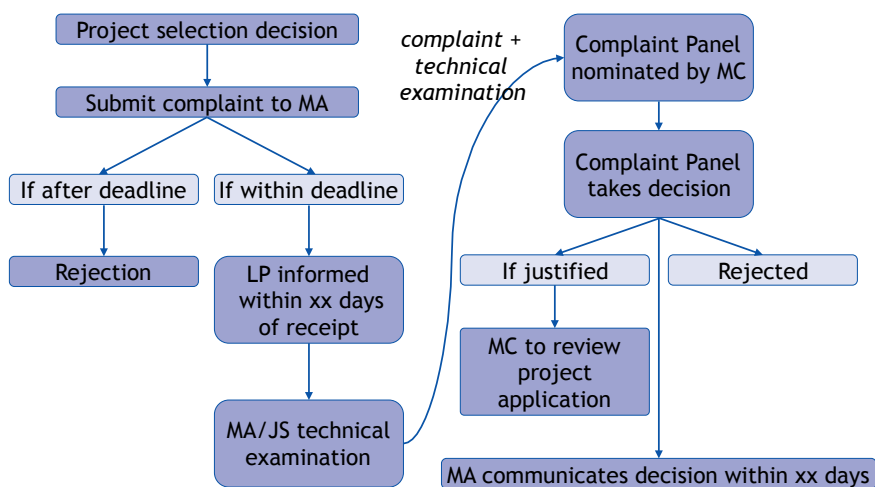 Project selection decision
Submit complaint to MA
If after deadline
If within deadline
Rejection
LP informed
within xx days
of receipt
MA/JS technical
examination
complaint +
technical
examination
Complaint Panel
nominated by MC
Complaint Panel
takes decision
If justified
Rejected
MC to review
project
application
MA communicates decision within xx days